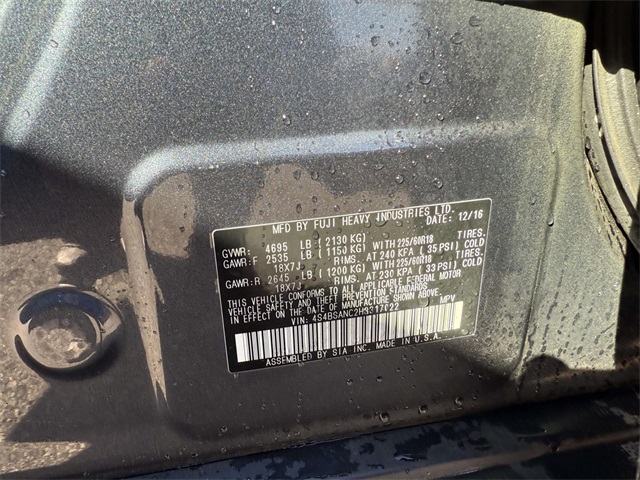 MFD BY FUJI HEAVY INDUSTRIES LTD.
DATE: 12/16
GVWR: 4695 LB ( 2130 KG)
GAWR:F 2535 LB ( 1150 KG) WITH 225/60R18 TIRES.
18X7J RIMS. AT 240 KPA ( 35 PSI) COLD
GAWR:R 2645 LB ( 1200 KG) WITH 225/60R18 TIRES.
18X7J RIMS. AT 230 KPA ( 33 PSI) COLD
THIS VEHICLE CONFORMS TO ALL APPLICABLE FEDERAL MOTOR
VEHICLE SAFETY AND THEFT PREVENTION STANDARDS IN
EFFECT ON THE DATE OF MANUFACTURE SHOWN ABOVE.
VIN: 4S4BSANC2H3317022 MPV
ASSEMBLED BY SIA INC. MADE IN U.S.A.